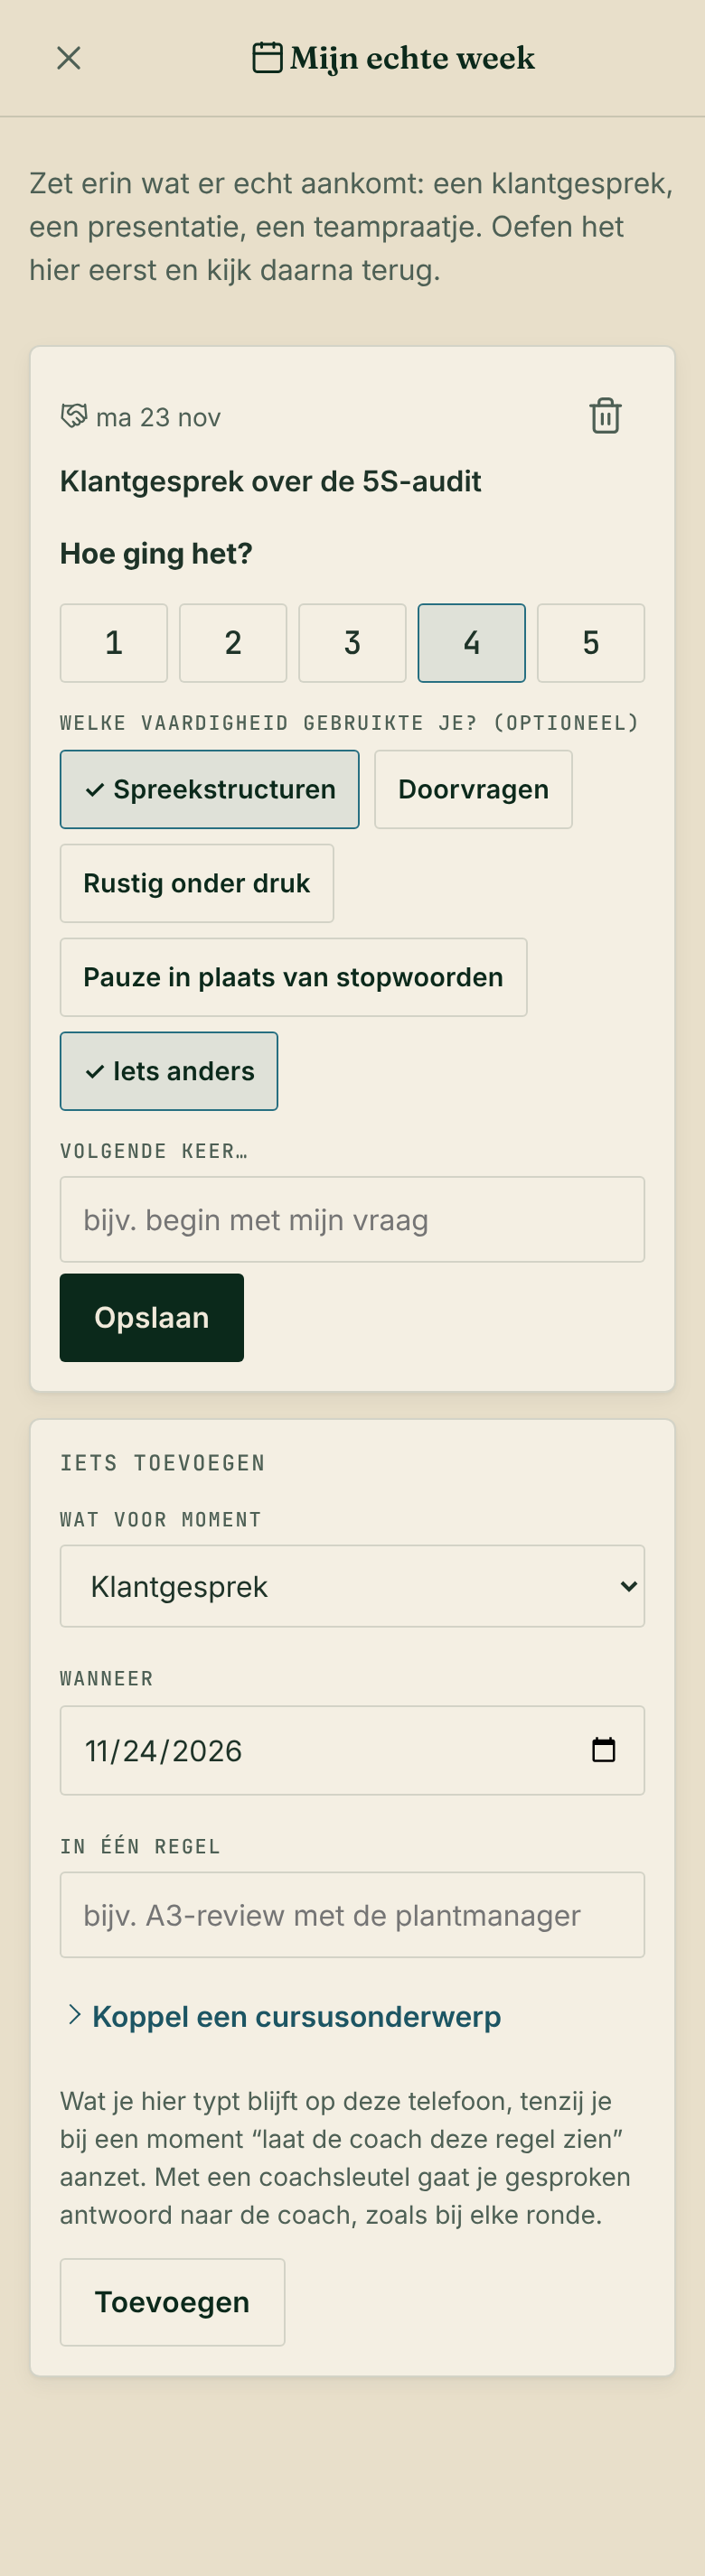 Mijn echte week
Zet erin wat er echt aankomt: een klantgesprek,
een presentatie, een teampraatje. Oefen het
hier eerst en kijk daarna terug.
ma 23 nov
Klantgesprek over de 5S-audit
Hoe ging het?
1 2 3 4 5
WELKE VAARDIGHEID GEBRUIKTE JE? (OPTIONEEL)
✓ Spreekstructuren Doorvragen
Rustig onder druk
Pauze in plaats van stopwoorden
✓ Iets anders
VOLGENDE KEER…
bijv. begin met mijn vraag
Opslaan
IETS TOEVOEGEN
WAT VOOR MOMENT
Klantgesprek
WANNEER
11/24/2026
IN ÉÉN REGEL
bijv. A3-review met de plantmanager
Koppel een cursusonderwerp
Wat je hier typt blijft op deze telefoon, tenzij je
bij een moment “laat de coach deze regel zien”
aanzet. Met een coachsleutel gaat je gesproken
antwoord naar de coach, zoals bij elke ronde.
Toevoegen